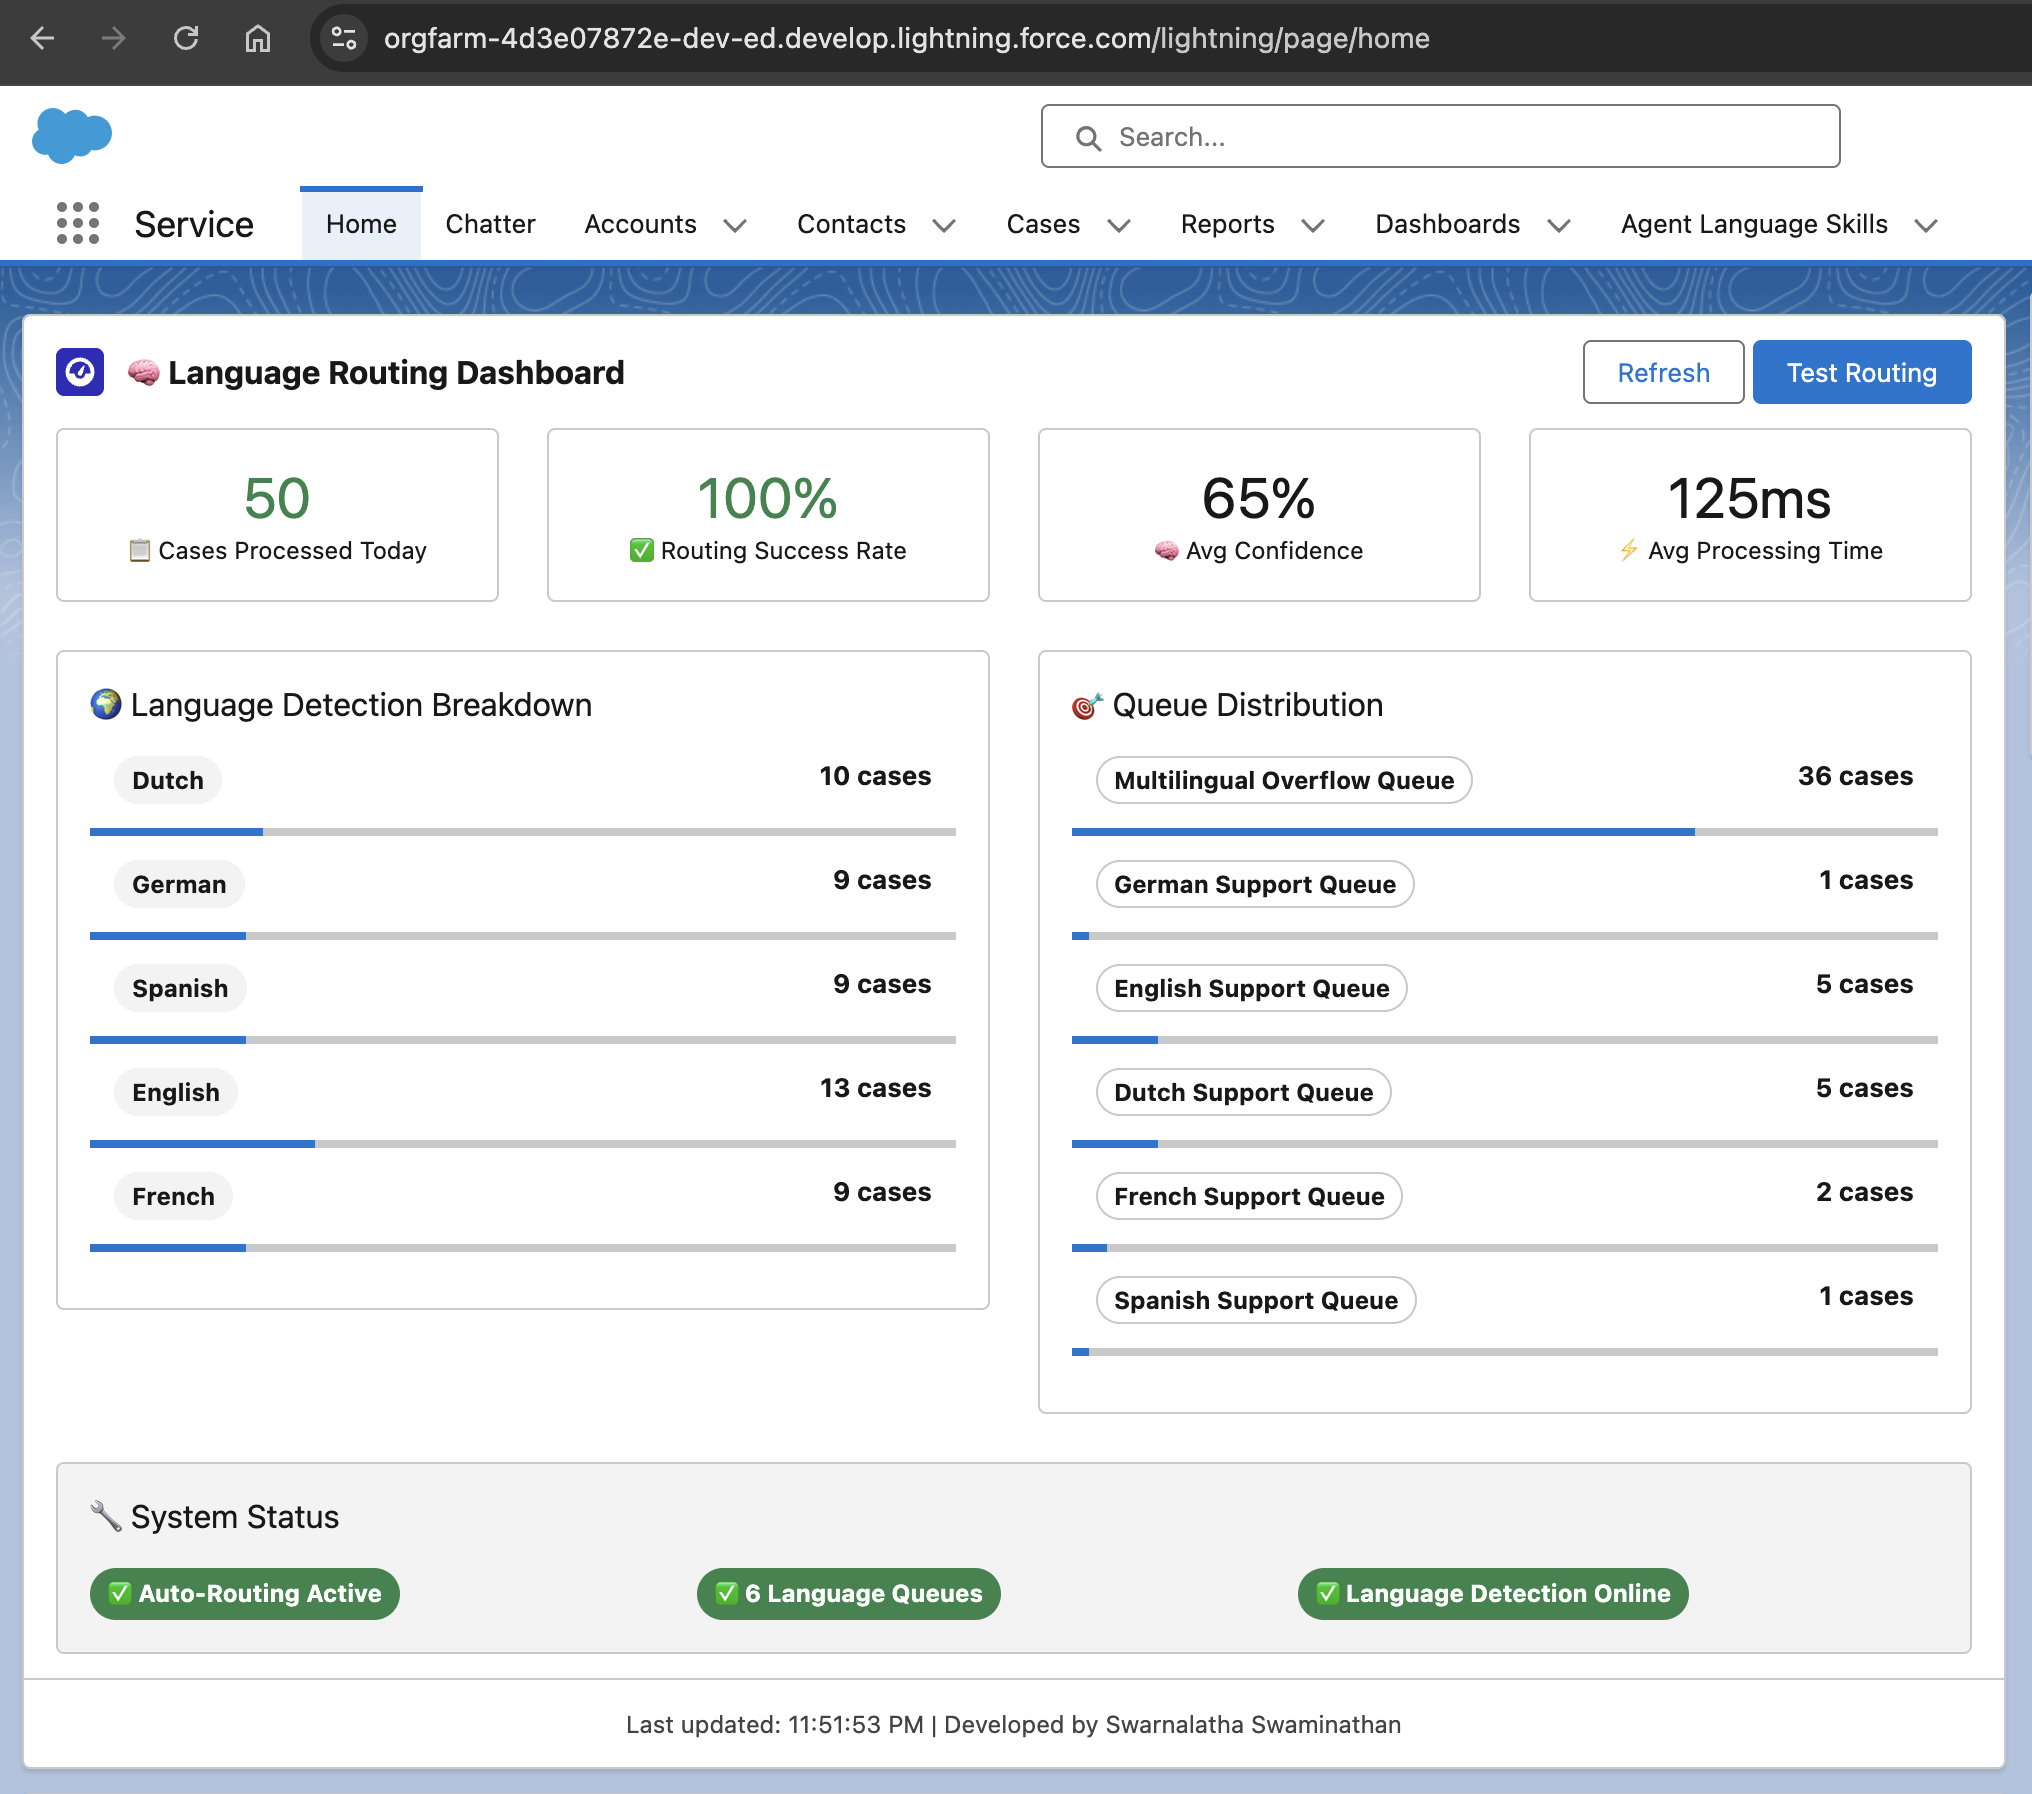 orgfarm-4d3e07872e-dev-ed.develop.lightning.force.com/lightning/page/home
Search...
Service Home Chatter Accounts Contacts Cases Reports Dashboards Agent Language Skills
Language Routing Dashboard Refresh Test Routing
50
Cases Processed Today
100%
Routing Success Rate
65%
Avg Confidence
125ms
Avg Processing Time
Language Detection Breakdown
Dutch 10 cases
German 9 cases
Spanish 9 cases
English 13 cases
French 9 cases
Queue Distribution
Multilingual Overflow Queue 36 cases
German Support Queue 1 cases
English Support Queue 5 cases
Dutch Support Queue 5 cases
French Support Queue 2 cases
Spanish Support Queue 1 cases
System Status
Auto-Routing Active 6 Language Queues Language Detection Online
Last updated: 11:51:53 PM | Developed by Swarnalatha Swaminathan